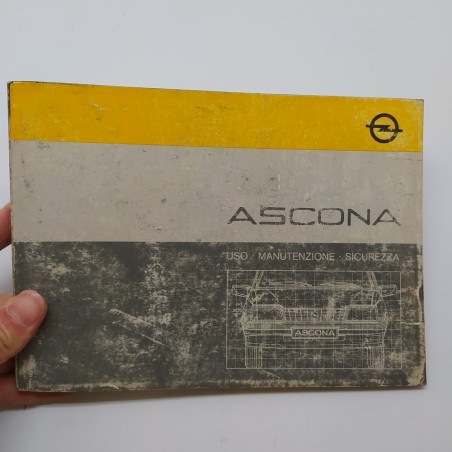 ASCONA
USO · MANUTENZIONE · SICUREZZA
ASCONA